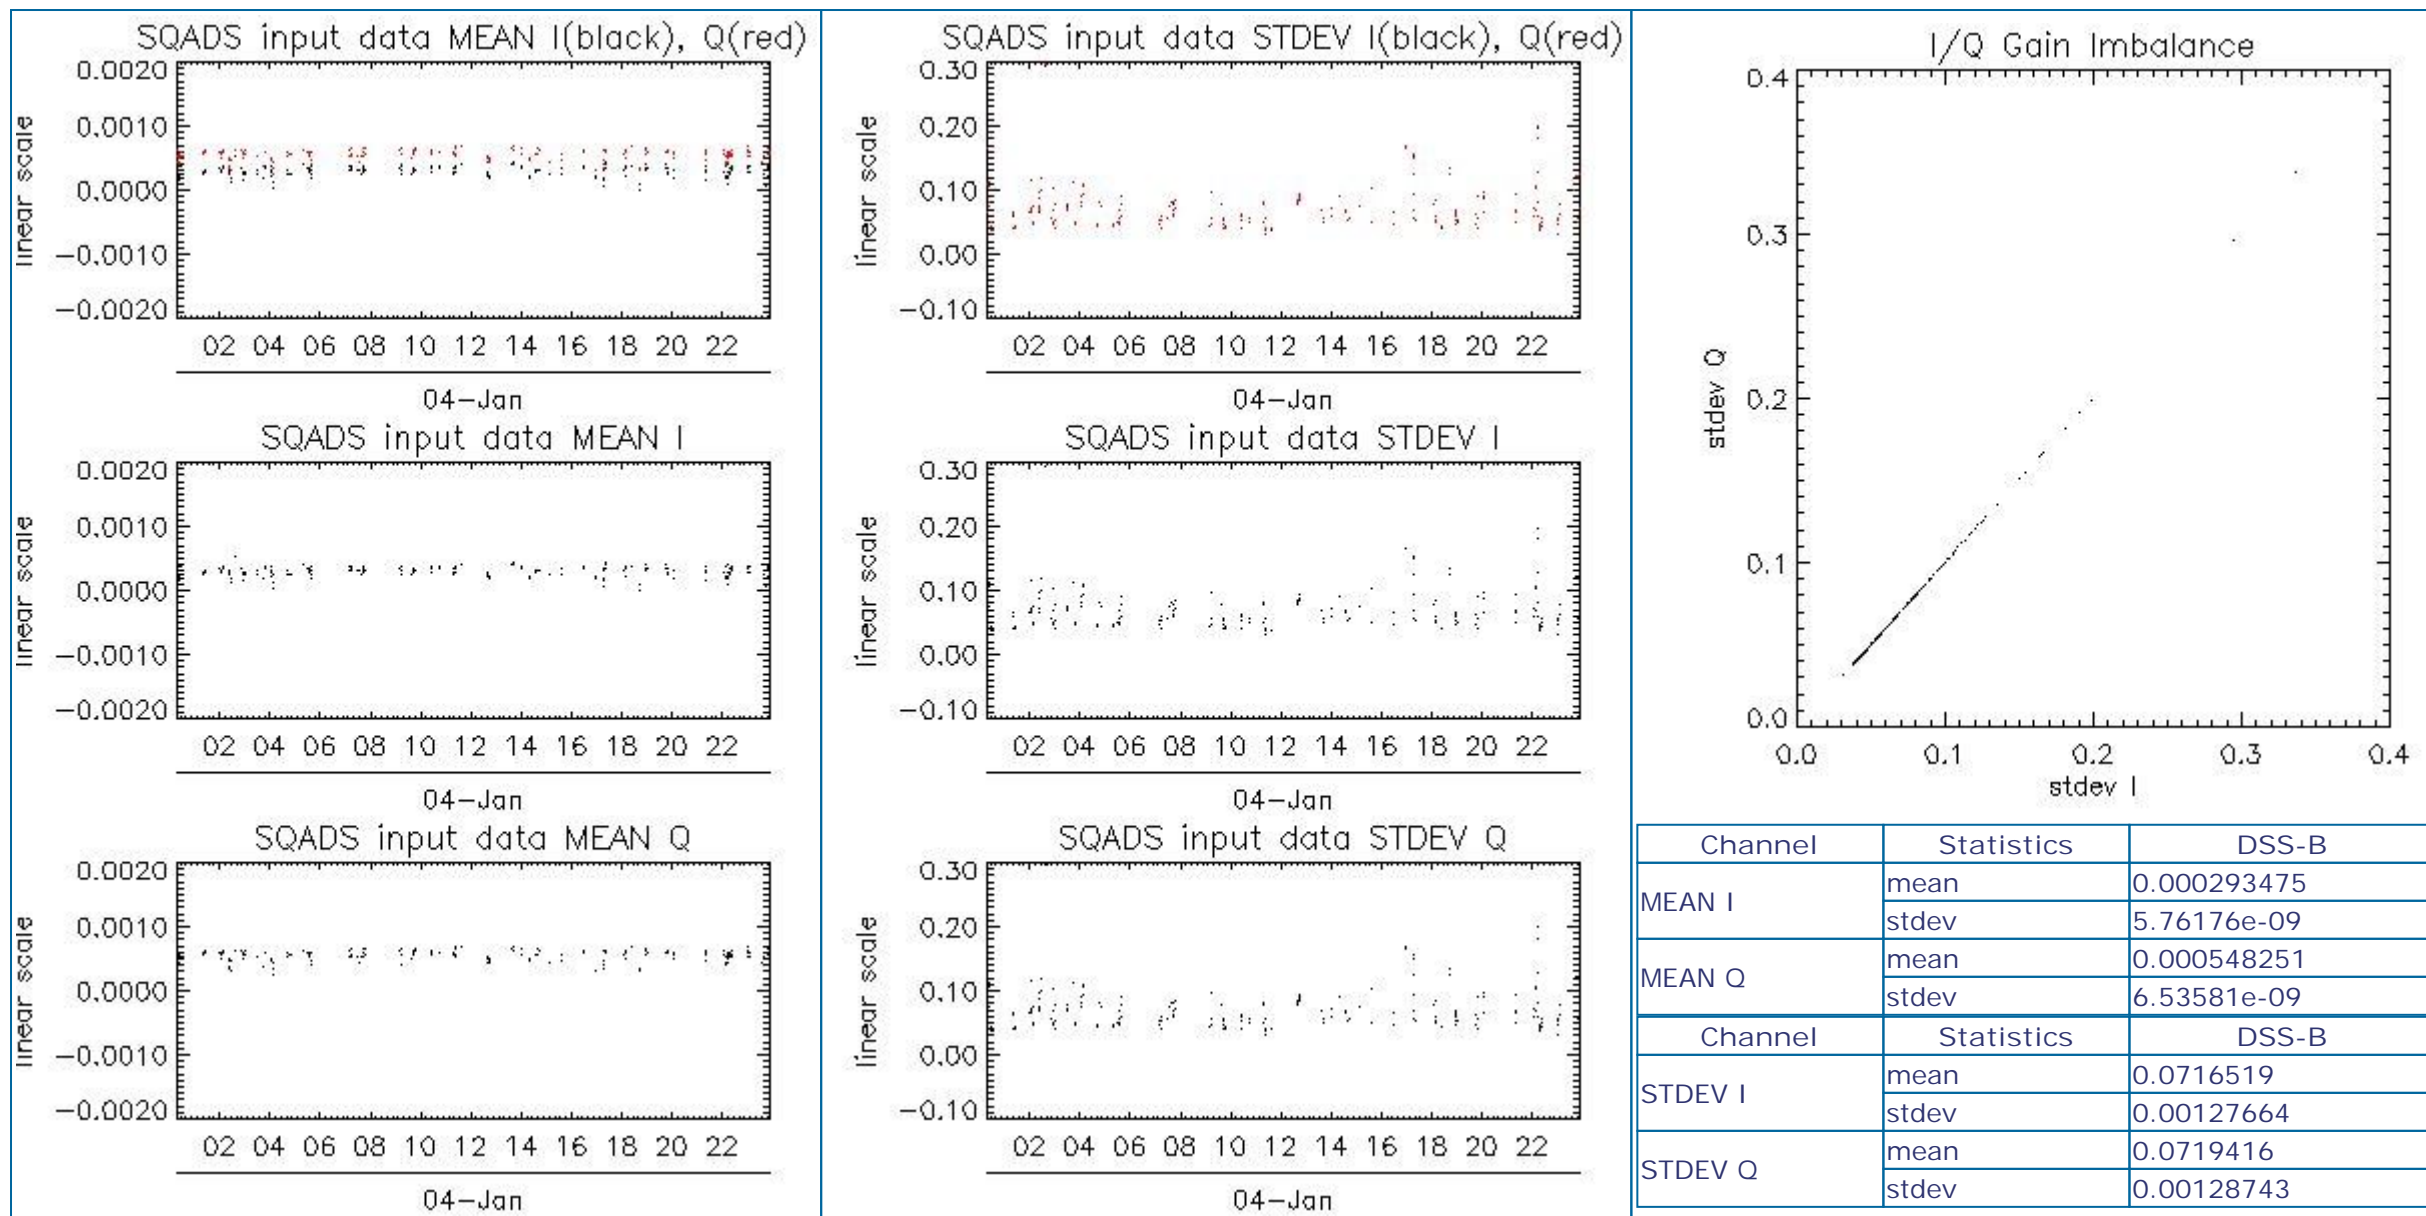 SQADS input data MEAN I(black), Q(red)
linear scale
0.0020
0.0010
0.0000
-0.0010
-0.0020
02 04 06 08 10 12 14 16 18 20 22
04-Jan
SQADS input data MEAN I
linear scale
0.0020
0.0010
0.0000
-0.0010
-0.0020
02 04 06 08 10 12 14 16 18 20 22
04-Jan
SQADS input data MEAN Q
linear scale
0.0020
0.0010
0.0000
-0.0010
-0.0020
02 04 06 08 10 12 14 16 18 20 22
04-Jan
SQADS input data STDEV I(black), Q(red)
linear scale
0.30
0.20
0.10
0.00
-0.10
02 04 06 08 10 12 14 16 18 20 22
04-Jan
SQADS input data STDEV I
linear scale
0.30
0.20
0.10
0.00
-0.10
02 04 06 08 10 12 14 16 18 20 22
04-Jan
SQADS input data STDEV Q
linear scale
0.30
0.20
0.10
0.00
-0.10
02 04 06 08 10 12 14 16 18 20 22
04-Jan
I/Q Gain Imbalance
stdev Q
0.4
0.3
0.2
0.1
0.0
0.0 0.1 0.2 0.3 0.4
stdev I
Channel Statistics DSS-B
MEAN I mean 0.000293475
stdev 5.76176e-09
MEAN Q mean 0.000548251
stdev 6.53581e-09
Channel Statistics DSS-B
STDEV I mean 0.0716519
stdev 0.00127664
STDEV Q mean 0.0719416
stdev 0.00128743